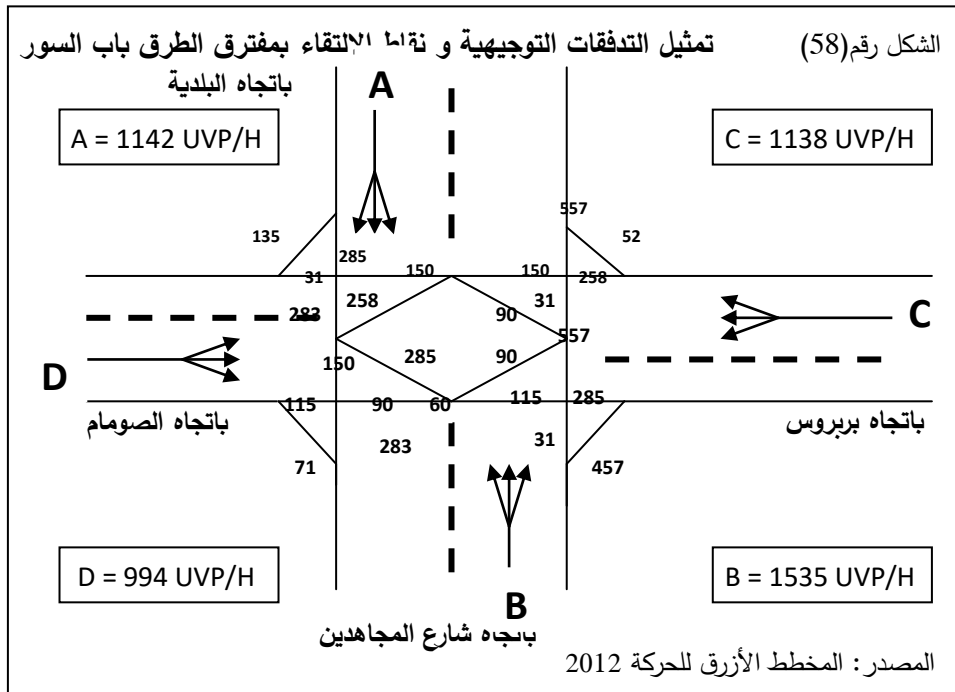 الشكل رقم(58) تمثيل التدفقات التوجيهية و نقاط الالتقاء بمفترق الطرق باب السور
باتجاه البلدية
A
A = 1142 UVP/H
C = 1138 UVP/H
557
135
52
285
31
150
150
258
258
31
283
90
C
557
150
285
90
D
115
90
60
115
285
باتجاه الصومام
باتجاه بربروس
283
31
71
457
D = 994 UVP/H
B = 1535 UVP/H
B
باتجاه شارع المجاهدين
المصدر: المخطط الأزرق للحركة 2012